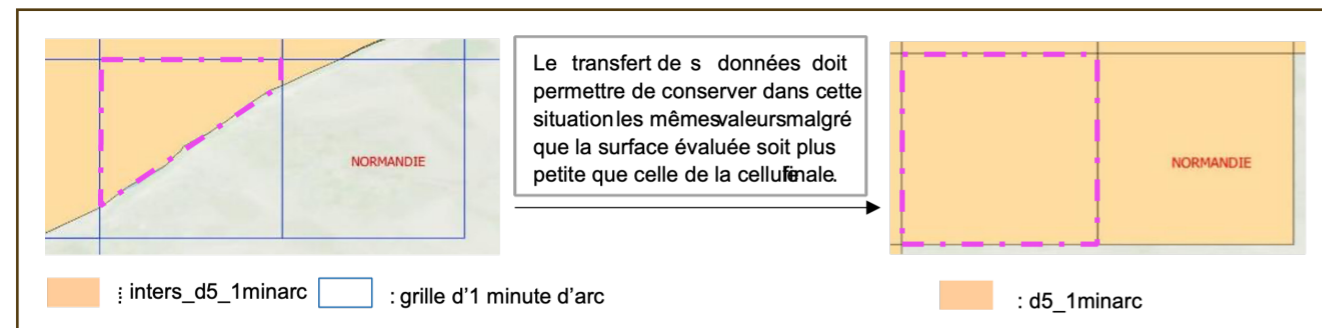 Le transfert de s données doit
permettre de conserver dans cette
situation les mêmes valeurs malgré
que la surface évaluée soit plus
petite que celle de la cellule finale.
NORMANDIE
NORMANDIE
: inters_d5_1minarc
: grille d'1 minute d'arc
: d5_1minarc